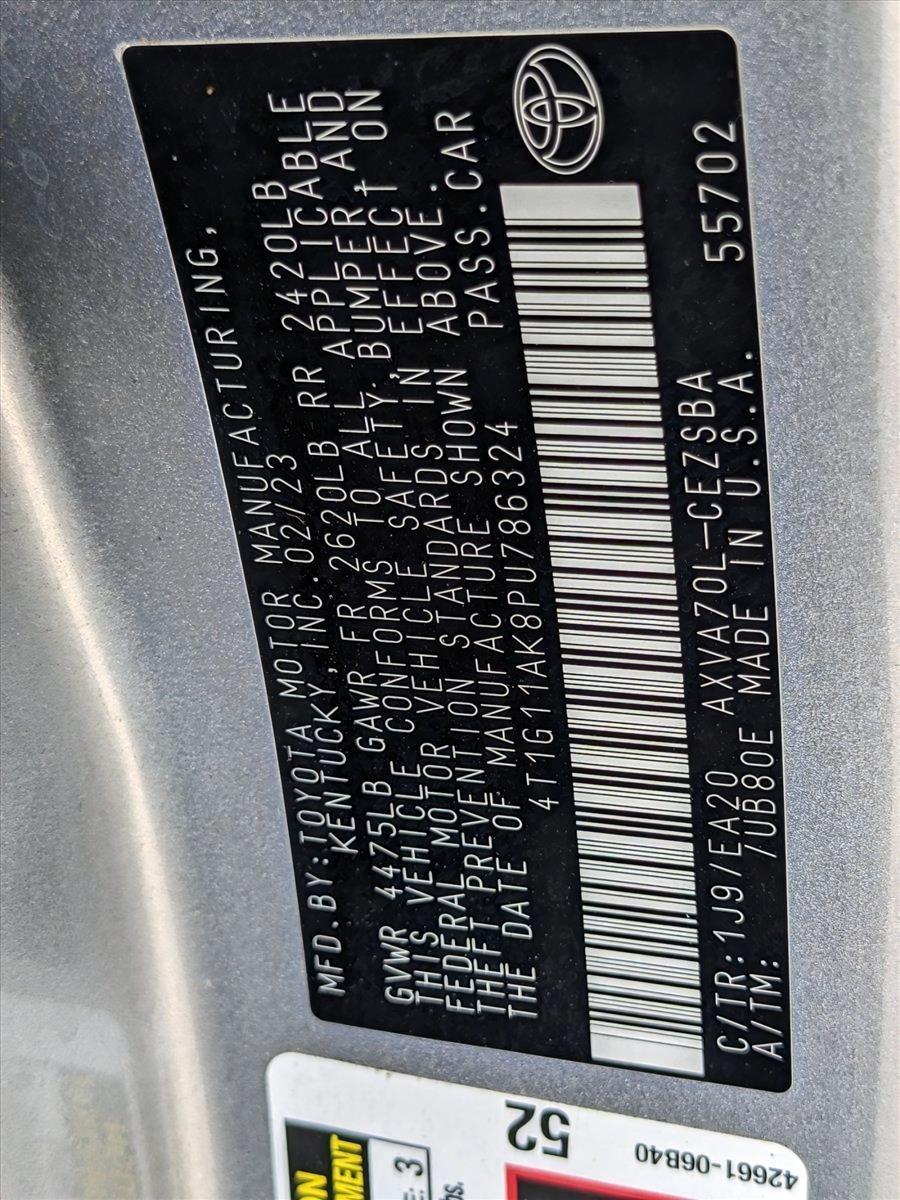 MFD.BY:TOYOTA MOTOR MANUFACTURING,
KENTUCKY, INC. 02/23
GVWR 4475LB GAWR FR 2620LB RR 2420LB
THIS VEHICLE CONFORMS TO ALL APPLICABLE
FEDERAL MOTOR VEHICLE SAFETY, BUMPER, AND
THEFT PREVENTION STANDARDS IN EFFECT ON
THE DATE OF MANUFACTURE SHOWN ABOVE.
4T1G11AK8PU786324 PASS.CAR
C/TR:1J9/EA20 AXVA70L-CEZSBA 55702
A/TM: /UB80E MADE IN U.S.A.
52
42661-06B40
3